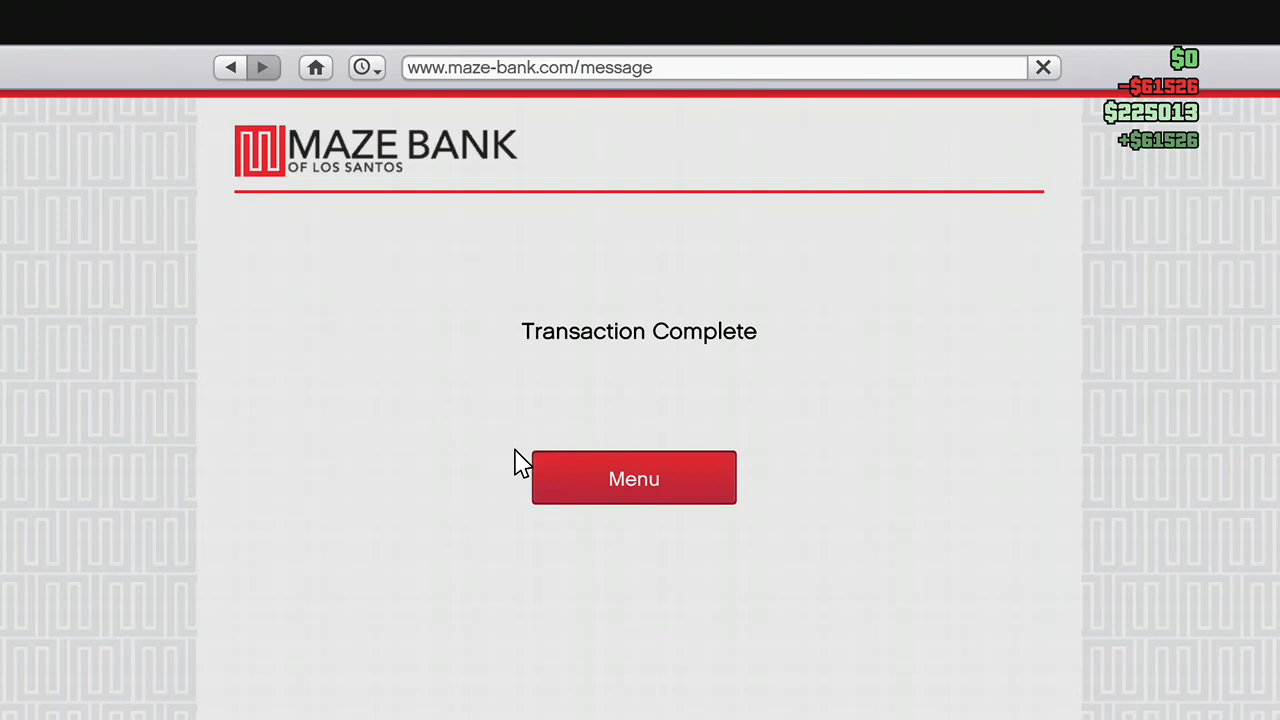 www.maze-bank.com/message
$0
-$61526
$225013
+$61526
MAZE BANK
OF LOS SANTOS
Transaction Complete
Menu